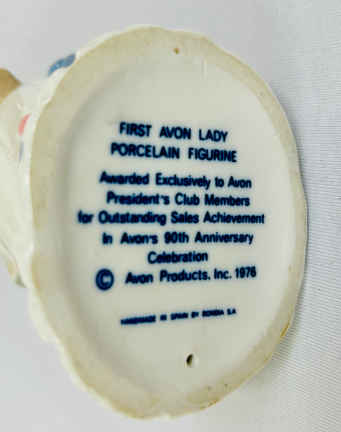 FIRST AVON LADY
PORCELAIN FIGURINE
Awarded Exclusively to Avon
President's Club Members
for Outstanding Sales Achievement
In Avon's 90th Anniversary
Celebration
© Avon Products, Inc. 1976
HANDMADE IN SPAIN BY S.A